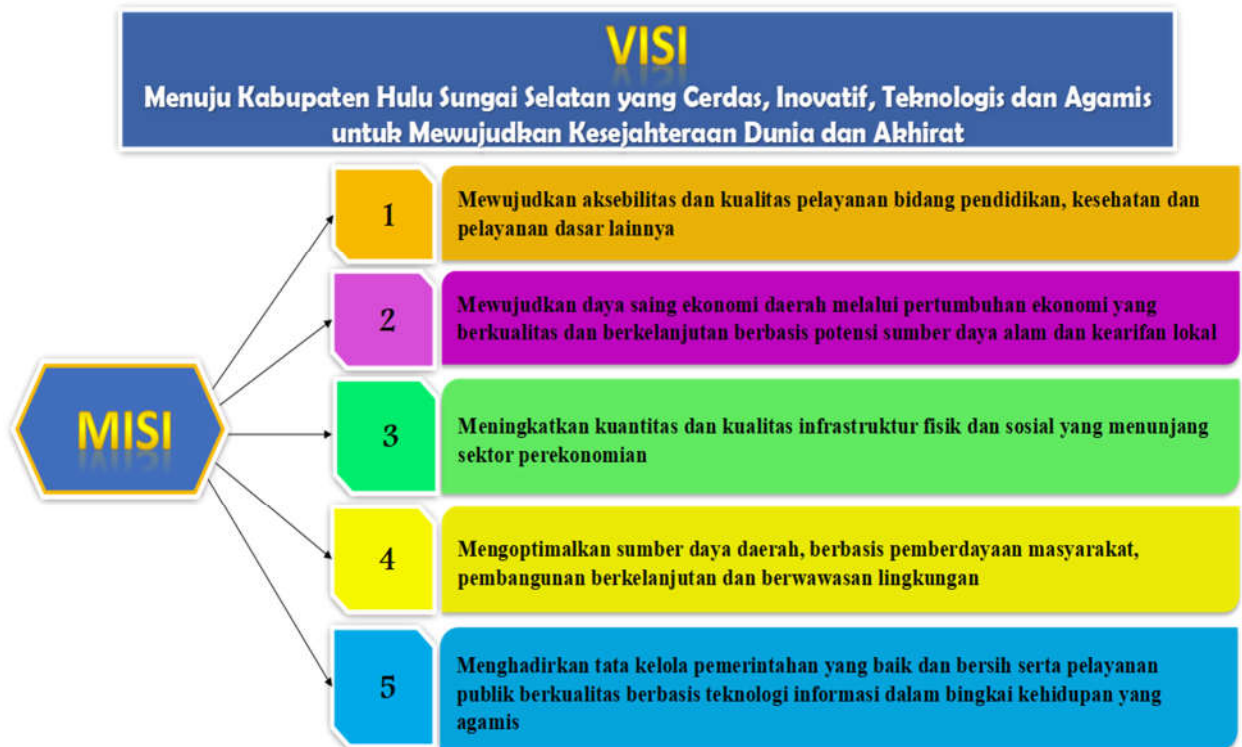 VISI
Menuju Kabupaten Hulu Sungai Selatan yang Cerdas, Inovatif, Teknologis dan Agamis
untuk Mewujudkan Kesejahteraan Dunia dan Akhirat
MISI
1
Mewujudkan aksebilitas dan kualitas pelayanan bidang pendidikan, kesehatan dan
pelayanan dasar lainnya
2
Mewujudkan daya saing ekonomi daerah melalui pertumbuhan ekonomi yang
berkualitas dan berkelanjutan berbasis potensi sumber daya alam dan kearifan lokal
3
Meningkatkan kuantitas dan kualitas infrastruktur fisik dan sosial yang menunjang
sektor perekonomian
4
Mengoptimalkan sumber daya daerah, berbasis pemberdayaan masyarakat,
pembangunan berkelanjutan dan berwawasan lingkungan
5
Menghadirkan tata kelola pemerintahan yang baik dan bersih serta pelayanan
publik berkualitas berbasis teknologi informasi dalam bingkai kehidupan yang
agamis